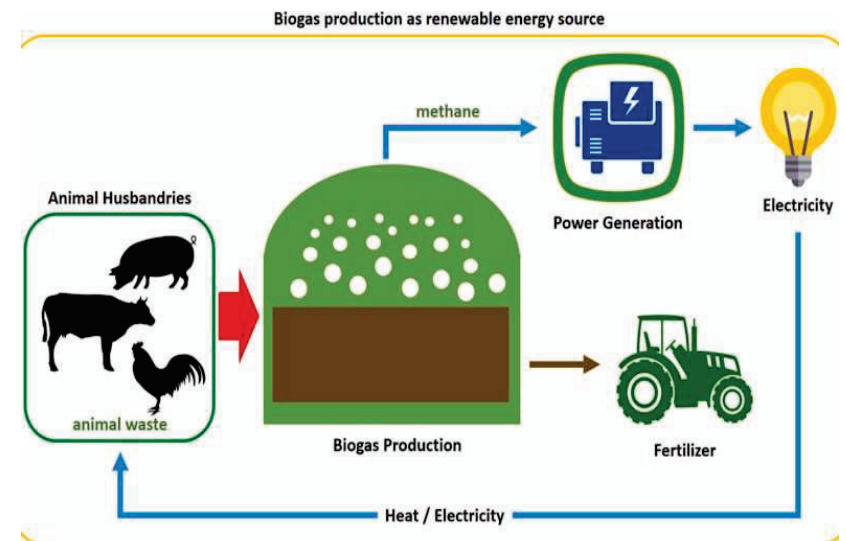 Biogas production as renewable energy source
methane
Animal Husbandries
Power Generation
Electricity
animal waste
Biogas Production
Fertilizer
Heat / Electricity